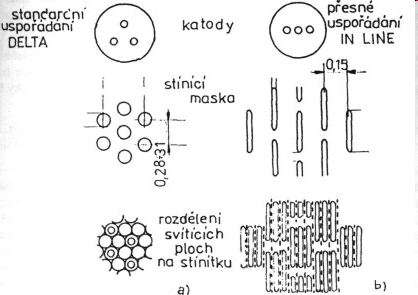 standardní
uspořádání
DELTA
katody
přesné
uspořádání
IN LINE
stínící
maska
0,15
0,28÷31
rozdělení
svítících
ploch
na stínítku
a)
b)